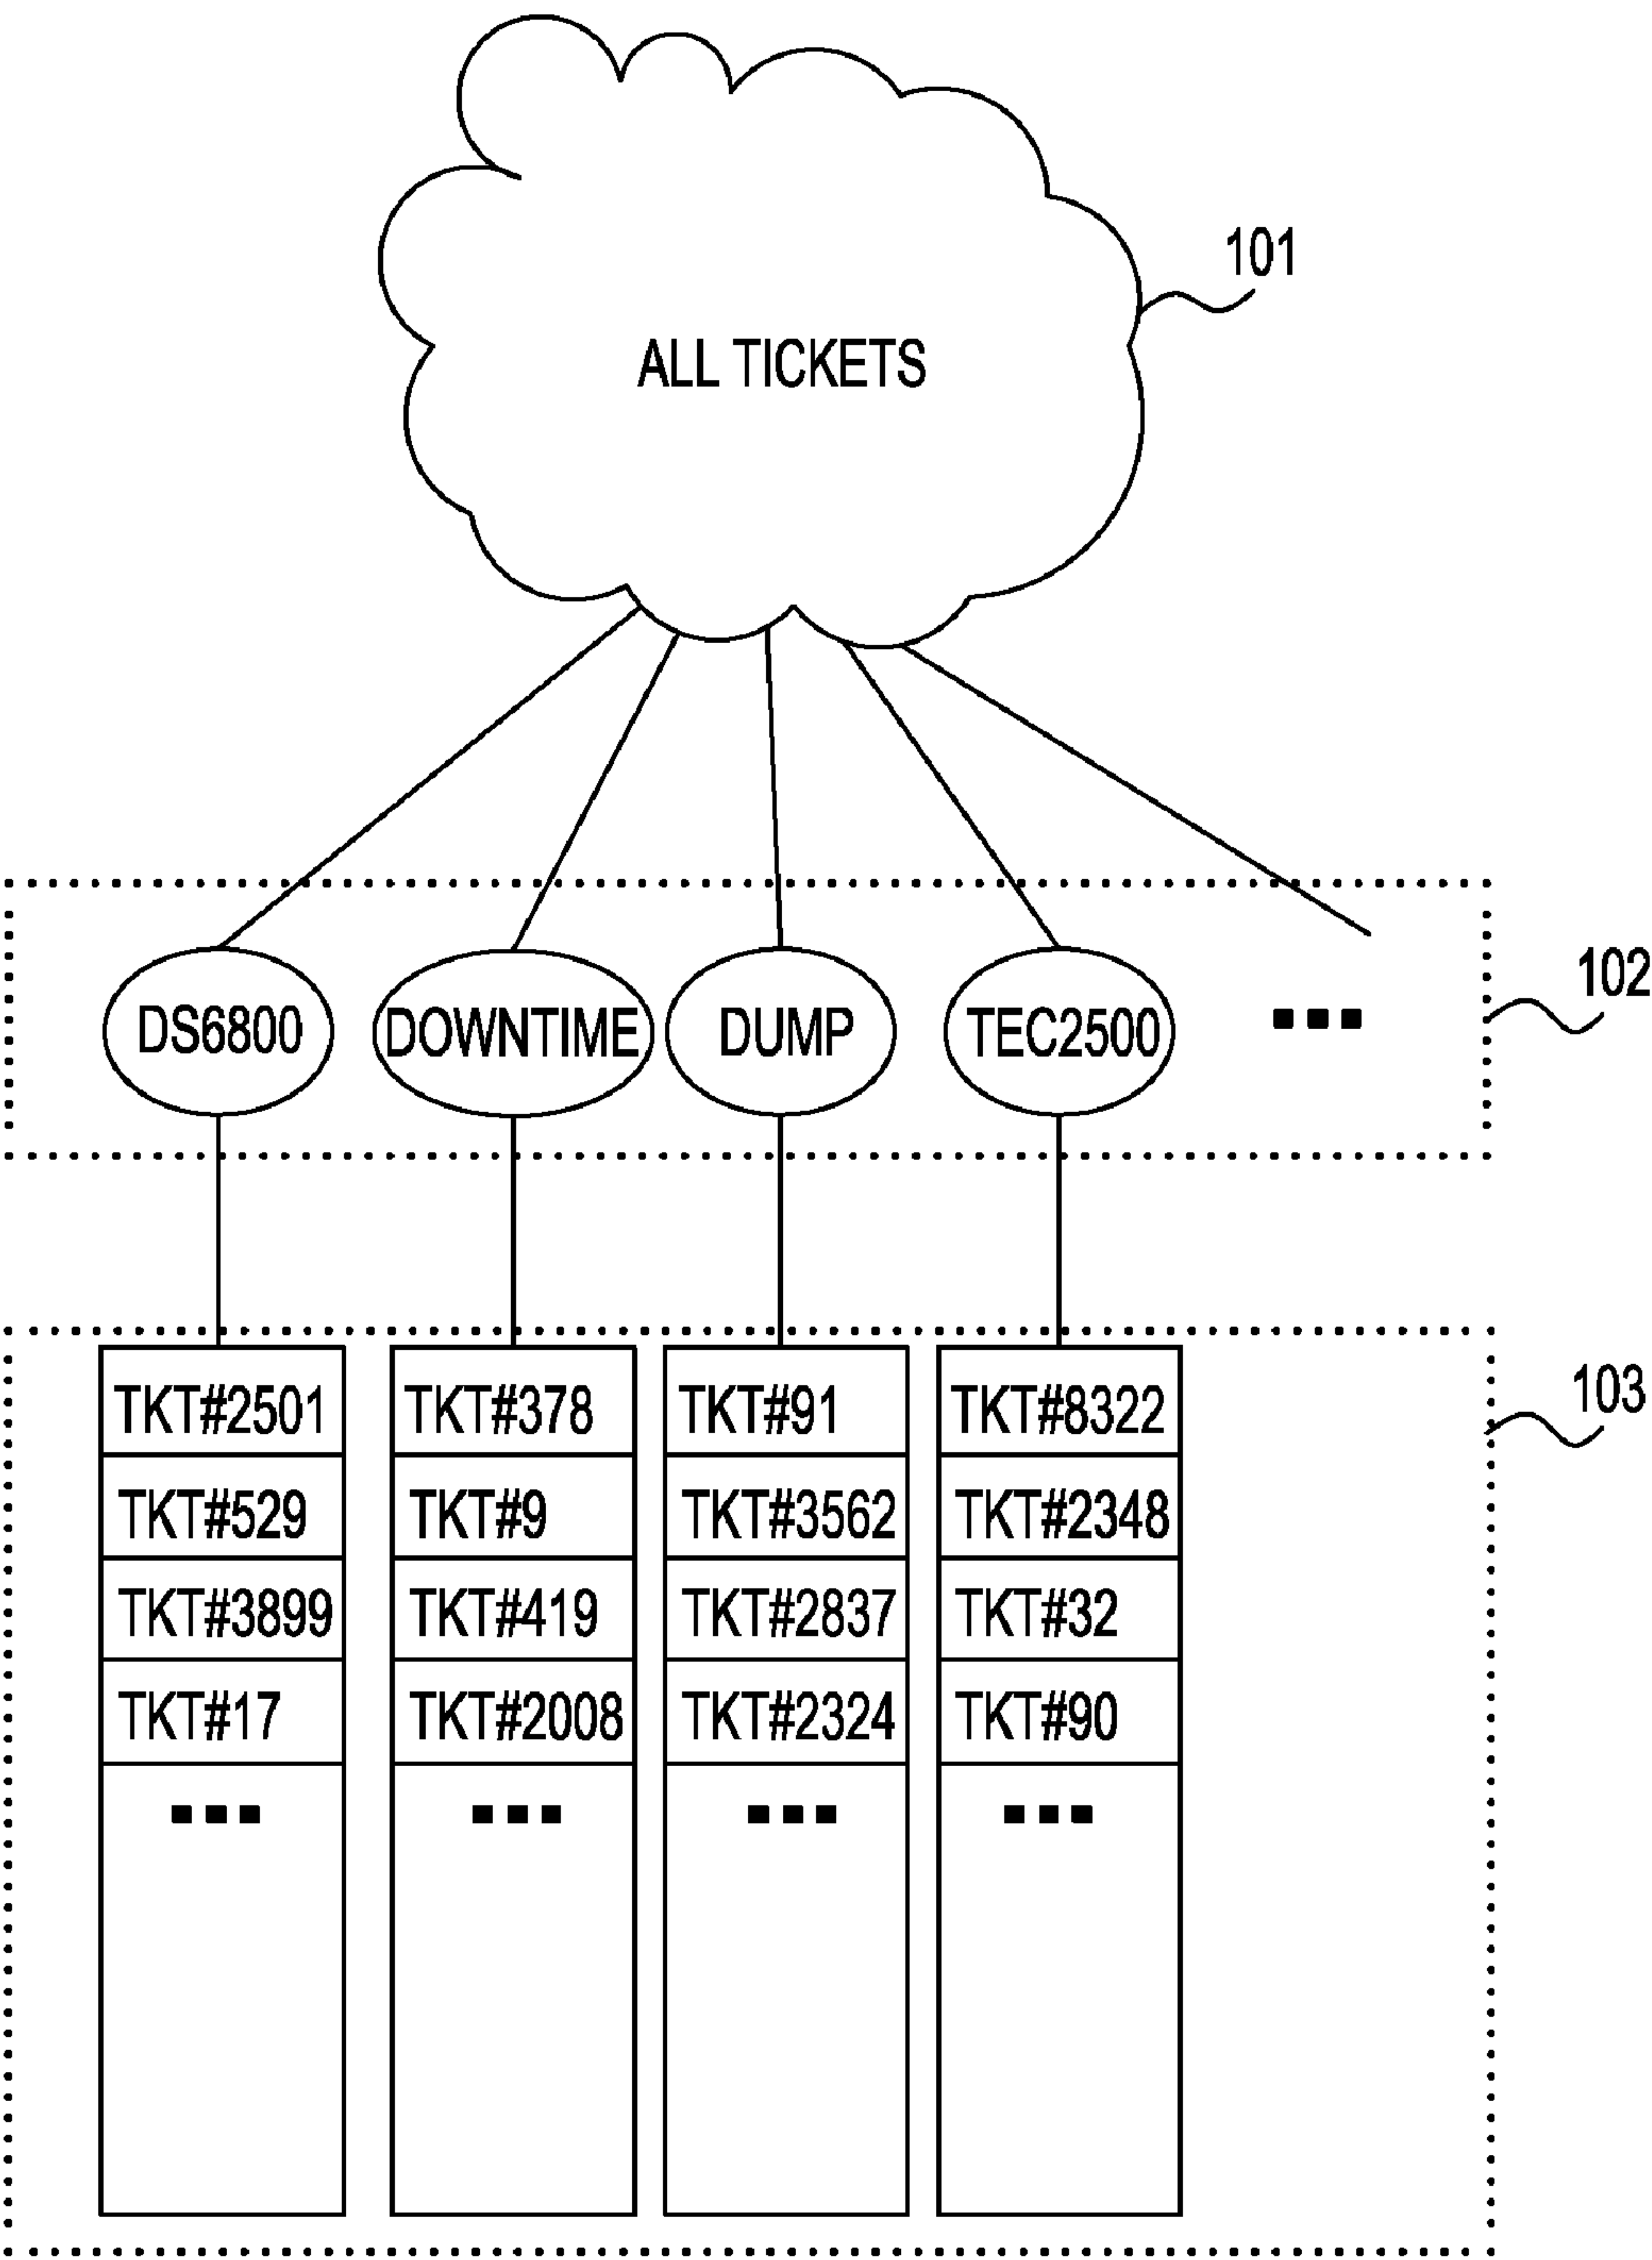 101
ALL TICKETS
102
DS6800 DOWNTIME DUMP TEC2500
103
TKT#2501 TKT#378 TKT#91 TKT#8322
TKT#529 TKT#9 TKT#3562 TKT#2348
TKT#3899 TKT#419 TKT#2837 TKT#32
TKT#17 TKT#2008 TKT#2324 TKT#90